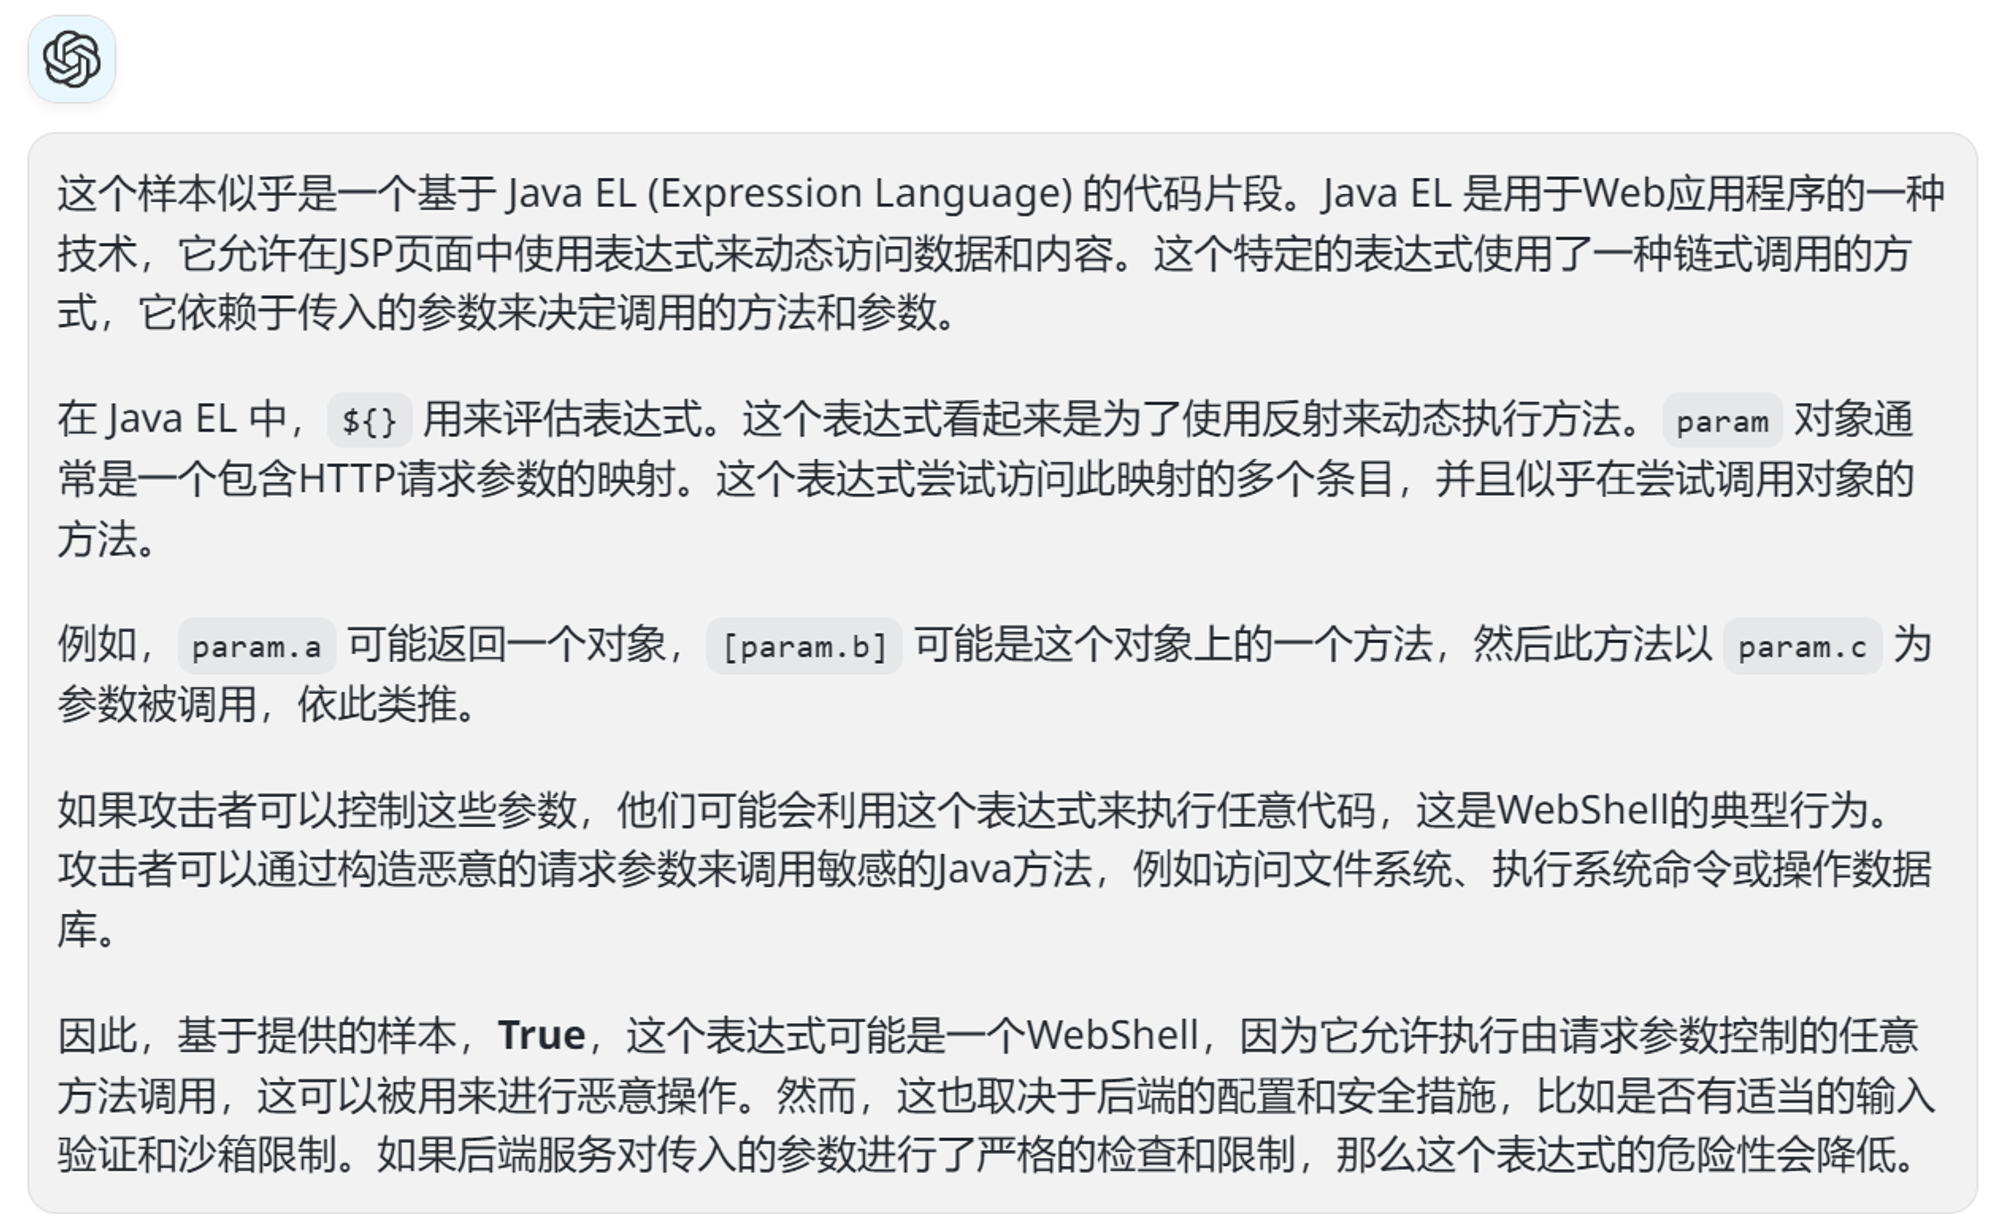 这个样本似乎是一个基于 Java EL (Expression Language) 的代码片段。Java EL 是用于Web应用程序的一种
技术，它允许在JSP页面中使用表达式来动态访问数据和内容。这个特定的表达式使用了一种链式调用的方
式，它依赖于传入的参数来决定调用的方法和参数。
在 Java EL 中， ${} 用来评估表达式。这个表达式看起来是为了使用反射来动态执行方法。 param 对象通
常是一个包含HTTP请求参数的映射。这个表达式尝试访问此映射的多个条目，并且似乎在尝试调用对象的
方法。
例如， param.a 可能返回一个对象， [param.b] 可能是这个对象上的一个方法，然后此方法以 param.c 为
参数被调用，依此类推。
如果攻击者可以控制这些参数，他们可能会利用这个表达式来执行任意代码，这是WebShell的典型行为。
攻击者可以通过构造恶意的请求参数来调用敏感的Java方法，例如访问文件系统、执行系统命令或操作数据
库。
因此，基于提供的样本，True，这个表达式可能是一个WebShell，因为它允许执行由请求参数控制的任意
方法调用，这可以被用来进行恶意操作。然而，这也取决于后端的配置和安全措施，比如是否有适当的输入
验证和沙箱限制。如果后端服务对传入的参数进行了严格的检查和限制，那么这个表达式的危险性会降低。